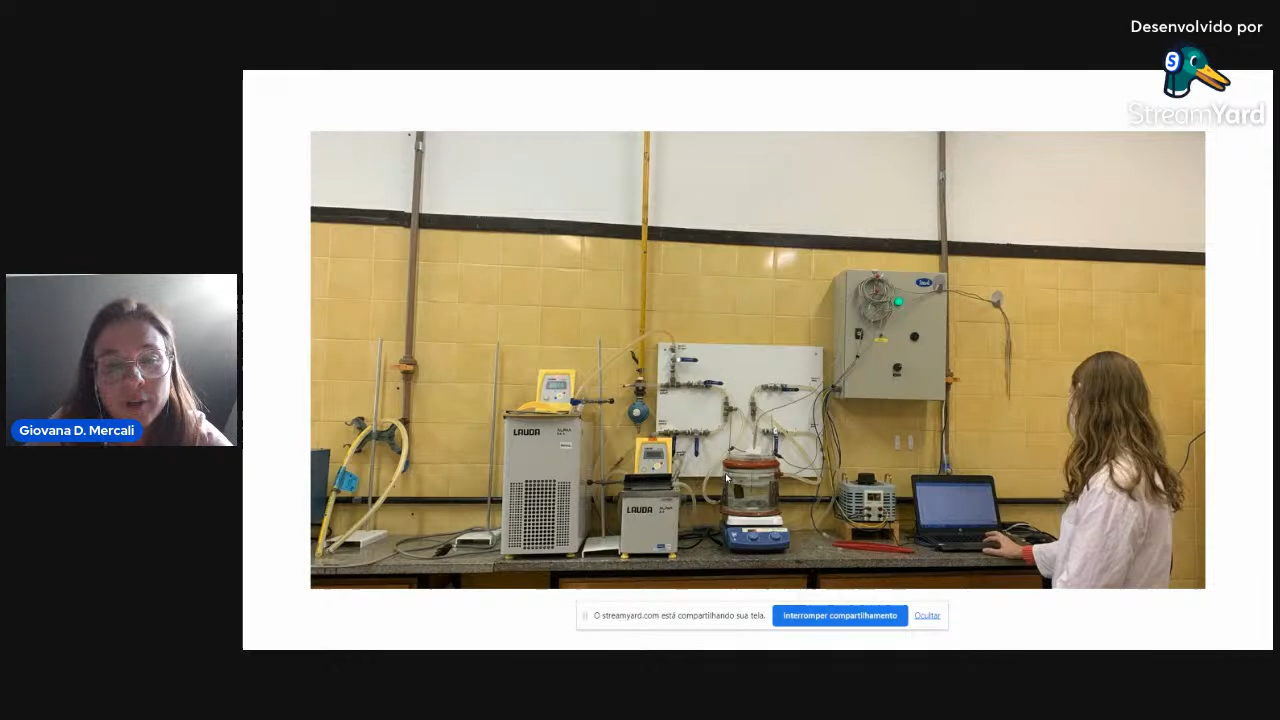 Desenvolvido por
S
StreamYard
Giovana D. Mercali
LAUDA
LAUDA
O streamyard.com está compartilhando sua tela.
Interromper compartilhamento
Ocultar